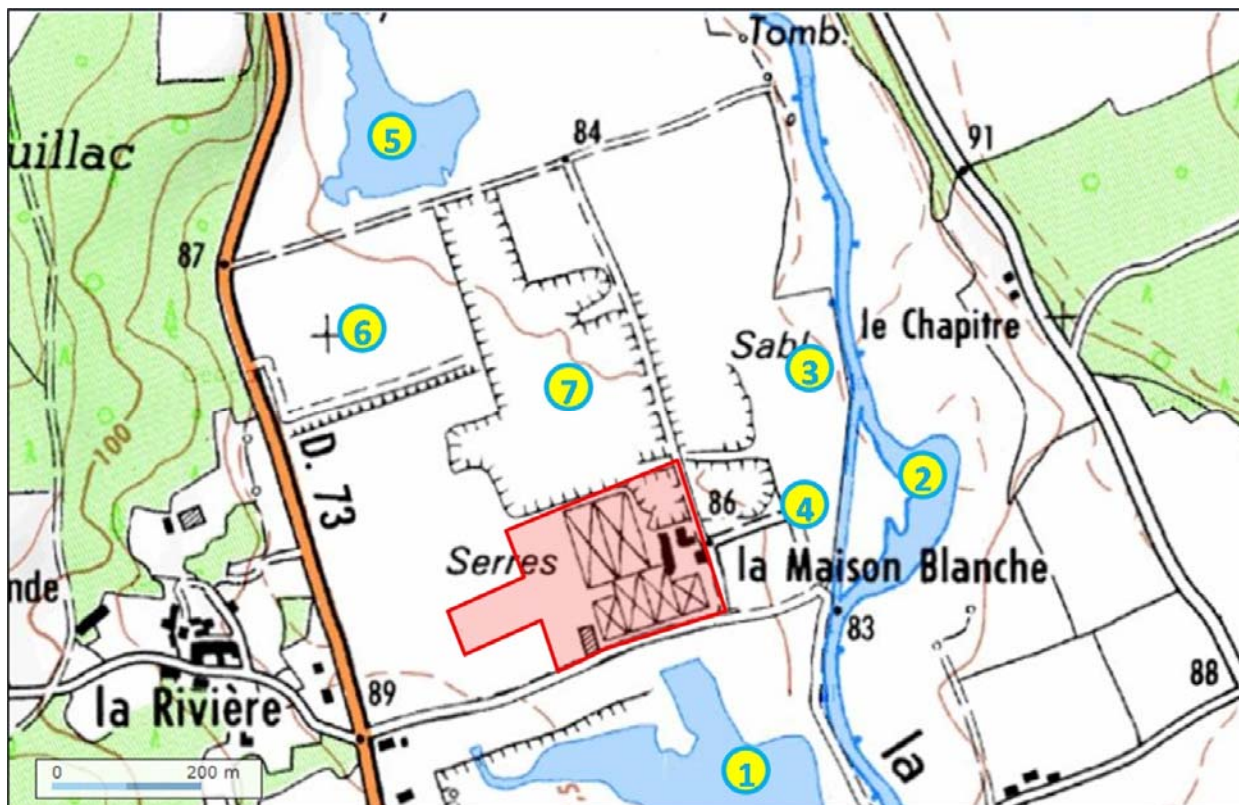 Tomb.
5
84
91
uillac
87
6
le Chapitre
Sabl
3
7
100
2
D. 73
4
86
Serres
la Maison Blanche
nde
83
88
89
la Rivière
la
0 200 m
1